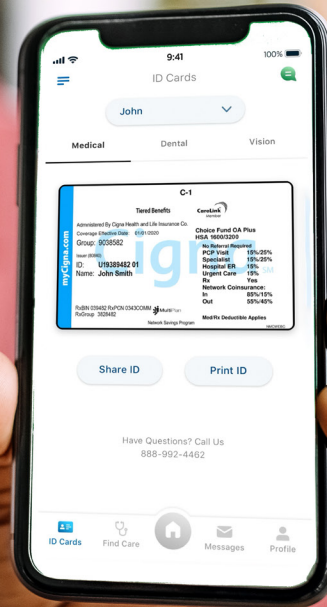 9:41
100%
ID Cards
John
Medical Dental Vision
C-1
Tiered Benefits
CareLink
Member
Administered By Cigna Health and Life Insurance Co.
Coverage Effective Date: 01/01/2020
Group: 9038582
Issuer (80840)
ID: U19389482 01
Name: John Smith
RxBIN 039482 RxPCN 0343COMM
RxGroup 3828482
MultiPlan
Network Savings Program
myCigna.com
Cigna
Choice Fund OA Plus
HSA 1600/3200
No Referral Required
PCP Visit 15%/25%
Specialist 15%/25%
Hospital ER 15%
Urgent Care 15%
Rx Yes
Network Coinsurance:
In 85%/15%
Out 55%/45%
Med/Rx Deductible Applies
Share ID
Print ID
Have Questions? Call Us
888-992-4462
ID Cards
Find Care
Messages
Profile